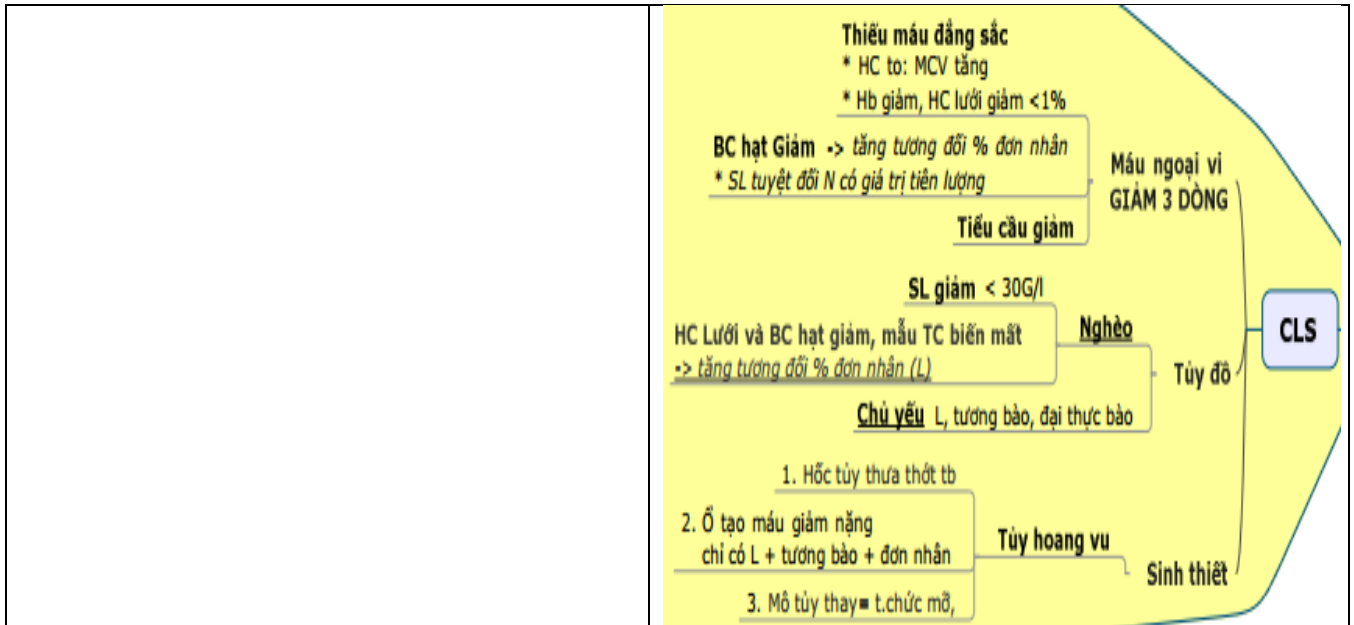 Thiếu máu đẳng sắc
* HC to: MCV tăng
* Hb giảm, HC lưới giảm <1%
BC hạt Giảm -> tăng tương đối % đơn nhân
* SL tuyệt đối N có giá trị tiên lượng
Tiểu cầu giảm
Máu ngoại vi
GIẢM 3 DÒNG
SL giảm < 30G/l
HC Lưới và BC hạt giảm, mẫu TC biến mất
-> tăng tương đối % đơn nhân (L)
Nghèo
Chủ yếu L, tương bào, đại thực bào
Tủy đồ
CLS
1. Hốc tủy thưa thớt tb
2. Ổ tạo máu giảm nặng
chỉ có L + tương bào + đơn nhân
3. Mô tủy thay= t.chức mỡ,
Tủy hoang vu
Sinh thiết